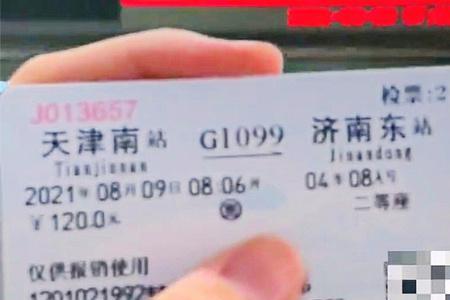 J013657
检票:2
天津南站 G1099 济南东站
Tianjinnan Jinandong
2021年08月09日08:06开 04车08A号
￥120.0元 二等座
仅供报销使用
1201021992